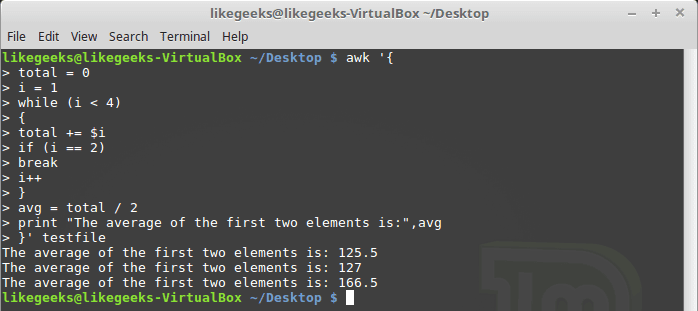 likegeeks@likegeeks-VirtualBox ~/Desktop
File Edit View Search Terminal Help
likegeeks@likegeeks-VirtualBox ~/Desktop $ awk '{
> total = 0
> i = 1
> while (i < 4)
> {
> total += $i
> if (i == 2)
> break
> i++
> }
> avg = total / 2
> print "The average of the first two elements is:",avg
> }' testfile
The average of the first two elements is: 125.5
The average of the first two elements is: 127
The average of the first two elements is: 166.5
likegeeks@likegeeks-VirtualBox ~/Desktop $